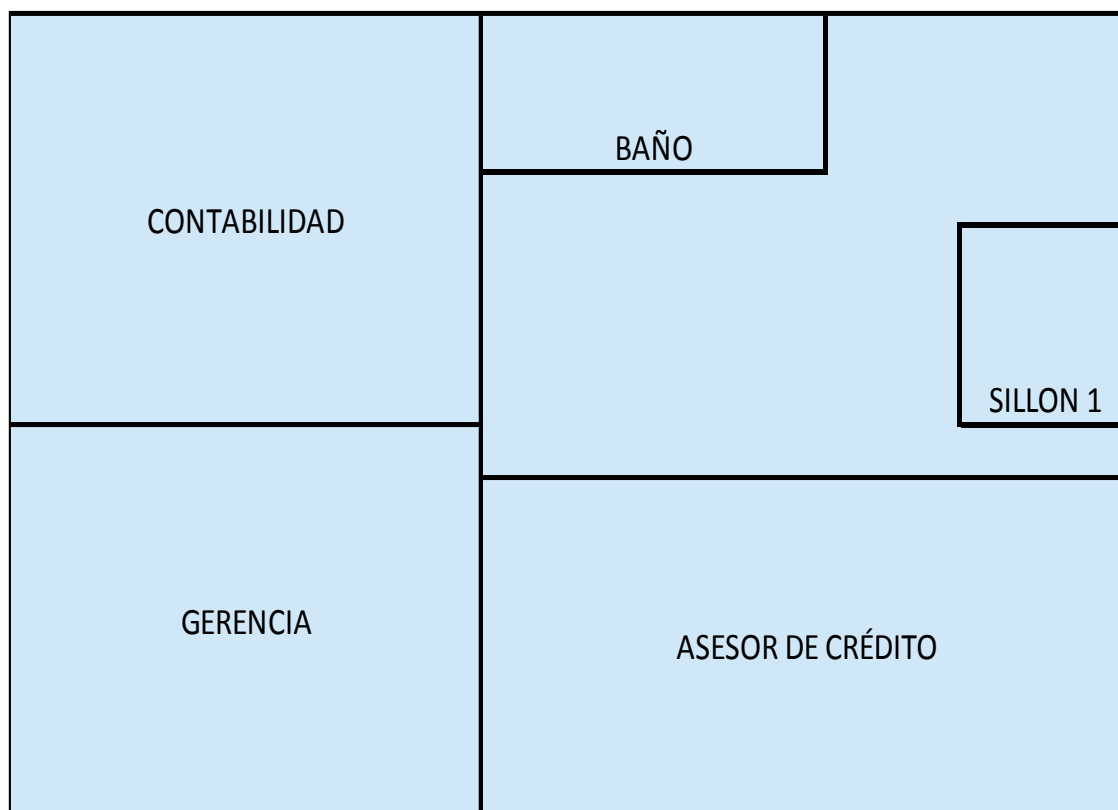 BAÑO
CONTABILIDAD
SILLON 1
GERENCIA
ASESOR DE CRÉDITO